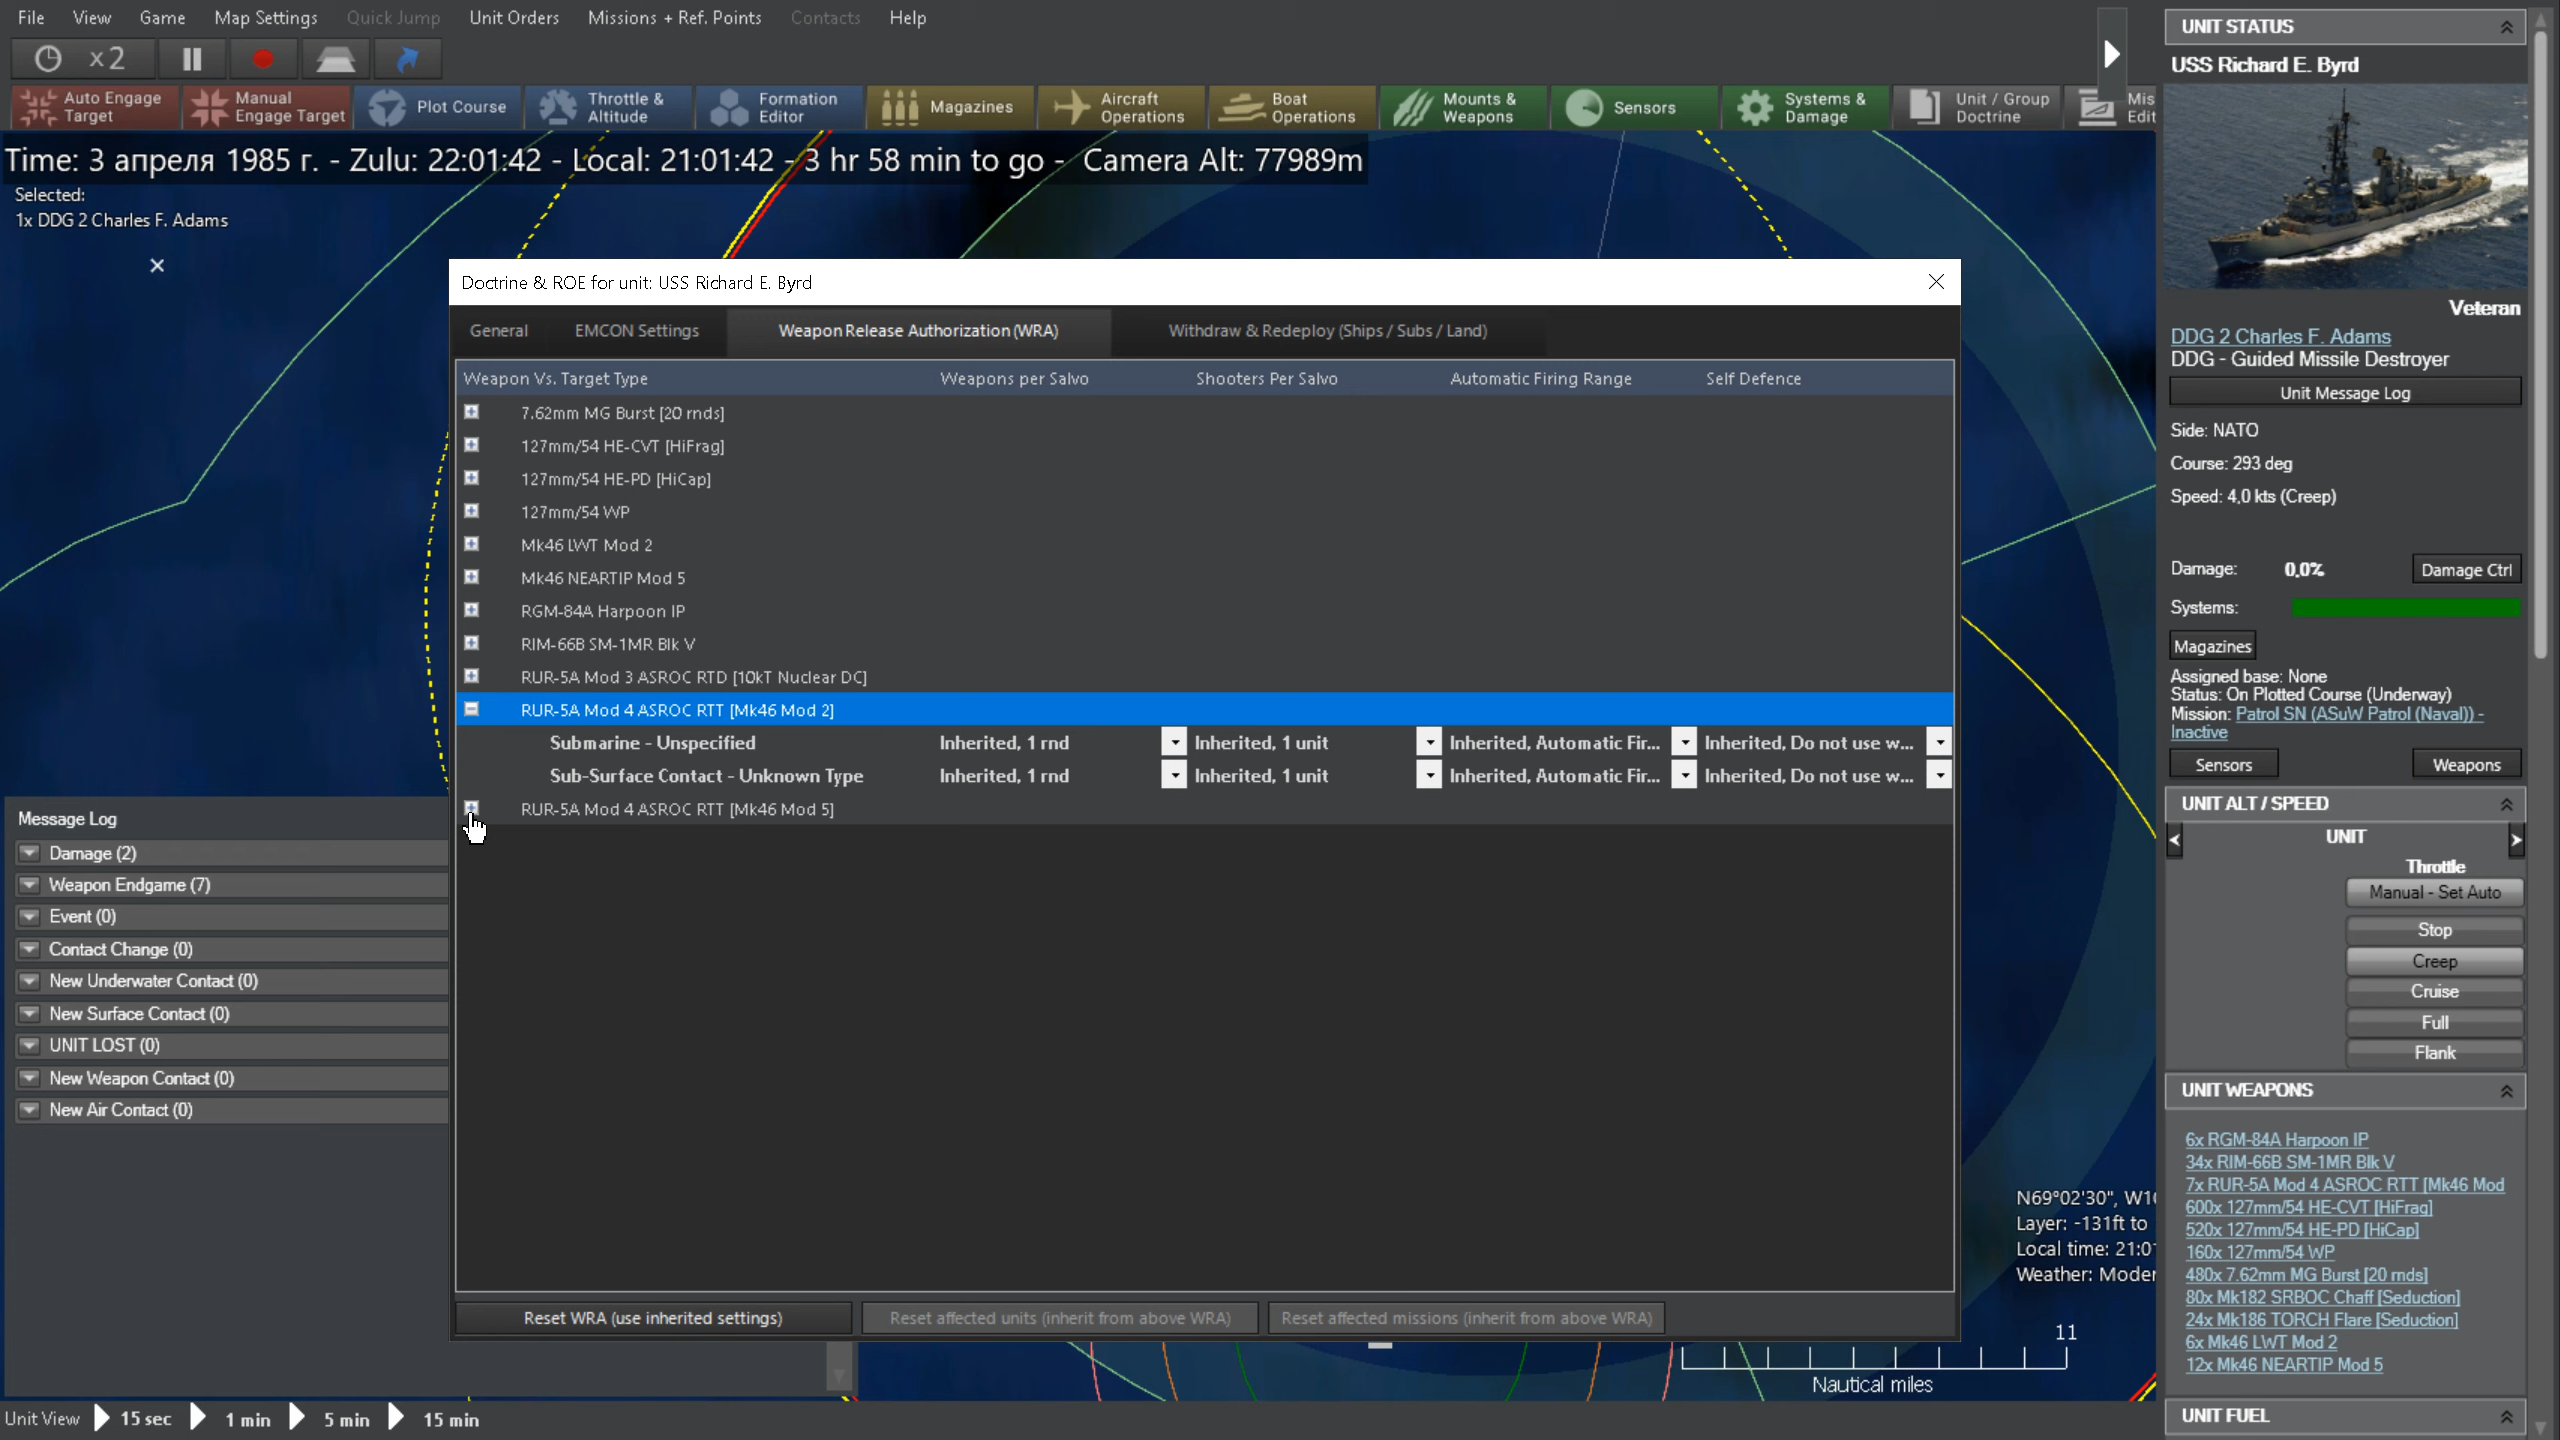 File View Game Map Settings Quick Jump Unit Orders Missions + Ref. Points Contacts Help
x 2
Auto Engage Target
Manual Engage Target
Plot Course
Throttle & Altitude
Formation Editor
Magazines
Aircraft Operations
Boat Operations
Mounts & Weapons
Sensors
Systems & Damage
Unit / Group Doctrine
Mis
Edit
Time: 3 апреля 1985 г. - Zulu: 22:01:42 - Local: 21:01:42 - 3 hr 58 min to go - Camera Alt: 77989m
Selected:
1x DDG 2 Charles F. Adams
Doctrine & ROE for unit: USS Richard E. Byrd
General EMCON Settings Weapon Release Authorization (WRA) Withdraw & Redeploy (Ships / Subs / Land)
Weapon Vs. Target Type Weapons per Salvo Shooters Per Salvo Automatic Firing Range Self Defence
7.62mm MG Burst [20 rnds]
127mm/54 HE-CVT [HiFrag]
127mm/54 HE-PD [HiCap]
127mm/54 WP
Mk46 LWT Mod 2
Mk46 NEARTIP Mod 5
RGM-84A Harpoon IP
RIM-66B SM-1MR Blk V
RUR-5A Mod 3 ASROC RTD [10kT Nuclear DC]
RUR-5A Mod 4 ASROC RTT [Mk46 Mod 2]
Submarine - Unspecified Inherited, 1 rnd Inherited, 1 unit Inherited, Automatic Fir... Inherited, Do not use w...
Sub-Surface Contact - Unknown Type Inherited, 1 rnd Inherited, 1 unit Inherited, Automatic Fir... Inherited, Do not use w...
RUR-5A Mod 4 ASROC RTT [Mk46 Mod 5]
Reset WRA (use inherited settings) Reset affected units (inherit from above WRA) Reset affected missions (inherit from above WRA)
Message Log
Damage (2)
Weapon Endgame (7)
Event (0)
Contact Change (0)
New Underwater Contact (0)
New Surface Contact (0)
UNIT LOST (0)
New Weapon Contact (0)
New Air Contact (0)
N69°02'30", W1
Layer: -131ft to
Local time: 21:0
Weather: Moder
11
Nautical miles
Unit View 15 sec 1 min 5 min 15 min
UNIT STATUS
USS Richard E. Byrd
Veteran
DDG 2 Charles F. Adams
DDG - Guided Missile Destroyer
Unit Message Log
Side: NATO
Course: 293 deg
Speed: 4,0 kts (Creep)
Damage: 0,0% Damage Ctrl
Systems:
Magazines
Assigned base: None
Status: On Plotted Course (Underway)
Mission: Patrol SN (ASuW Patrol (Naval)) -
Inactive
Sensors Weapons
UNIT ALT / SPEED
< UNIT >
Throttle
Manual - Set Auto
Stop
Creep
Cruise
Full
Flank
UNIT WEAPONS
6x RGM-84A Harpoon IP
34x RIM-66B SM-1MR Blk V
7x RUR-5A Mod 4 ASROC RTT [Mk46 Mod
600x 127mm/54 HE-CVT [HiFrag]
520x 127mm/54 HE-PD [HiCap]
160x 127mm/54 WP
480x 7.62mm MG Burst [20 rnds]
80x Mk182 SRBOC Chaff [Seduction]
24x Mk186 TORCH Flare [Seduction]
6x Mk46 LWT Mod 2
12x Mk46 NEARTIP Mod 5
UNIT FUEL